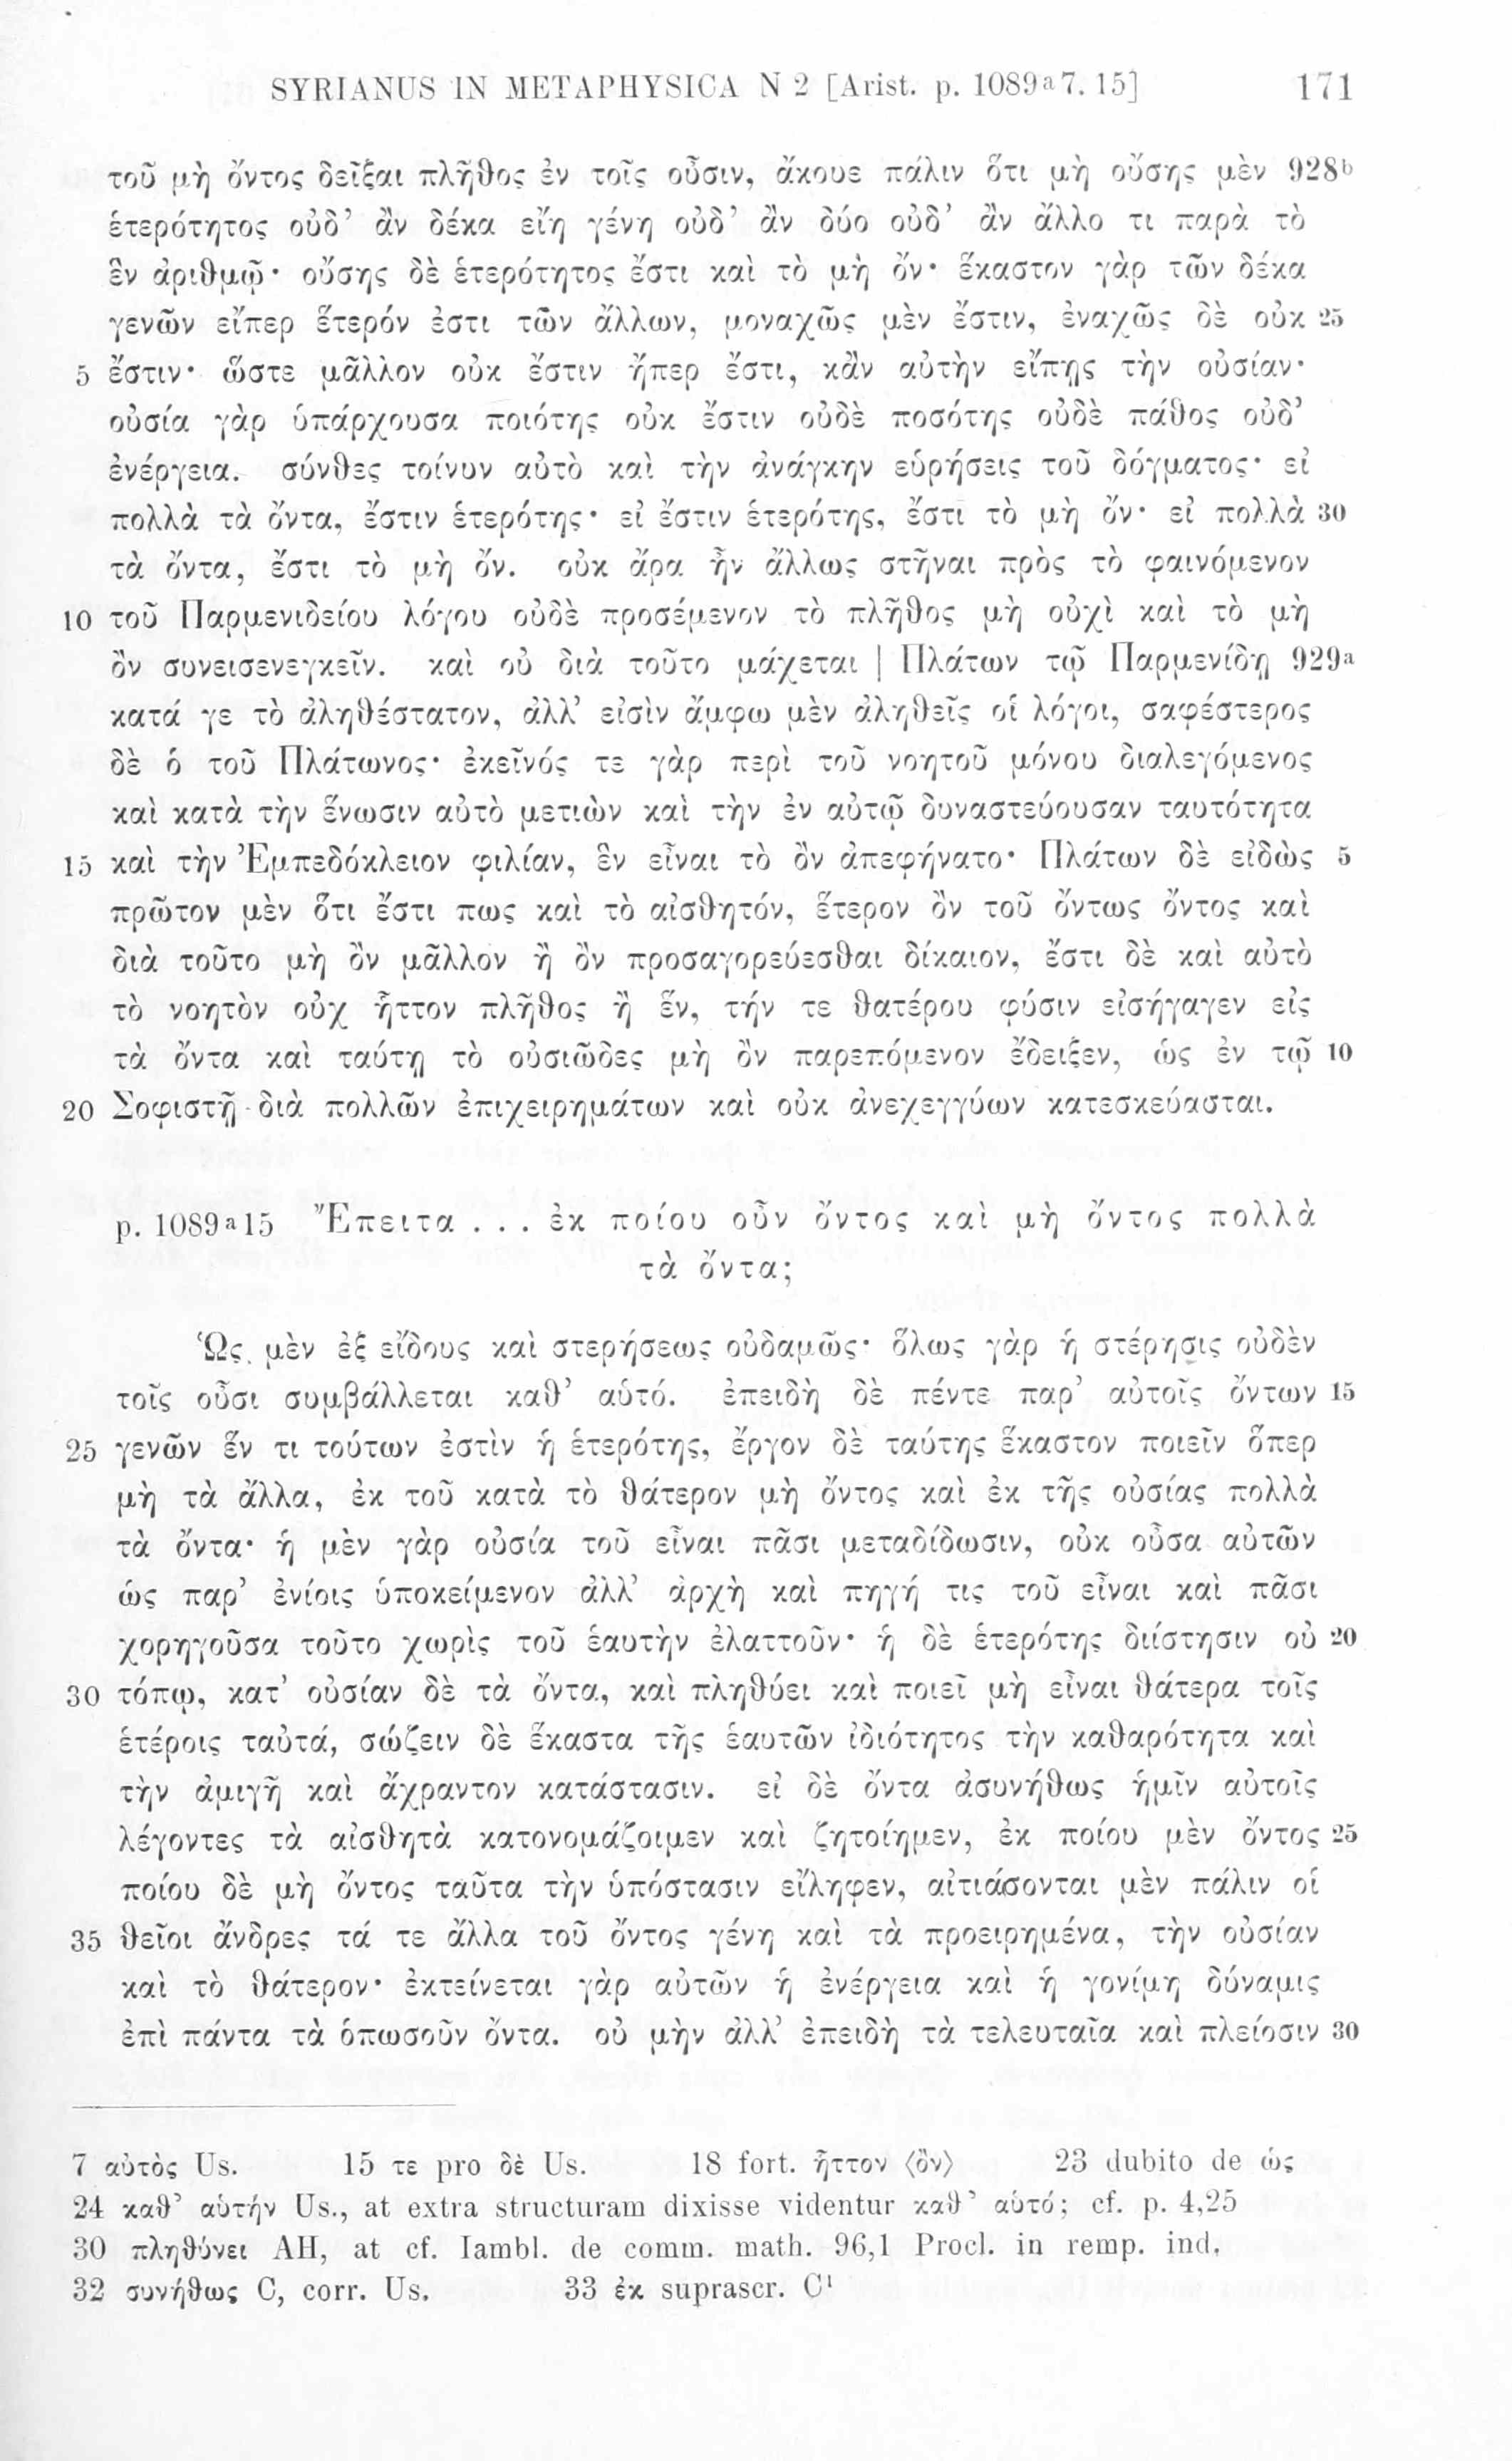 SYRIANUS IN METAPHYSICA N 2 [Arist. p. 1089ᵃ7. 15] 171
τοῦ μὴ ὄντος δεῖξαι πλῆθος ἐν τοῖς οὖσιν, ἄκουε πάλιν ὅτι μὴ οὔσης μὲν 928ᵇ
ἑτερότητος οὐδ’ ἂν δέκα εἴη γένη οὐδ’ ἂν δύο οὐδ’ ἂν ἄλλο τι παρὰ τὸ
ἓν ἀριθμῷ· οὔσης δὲ ἑτερότητος ἔστι καὶ τὸ μὴ ὄν· ἕκαστον γὰρ τῶν δέκα
γενῶν εἴπερ ἕτερόν ἐστι τῶν ἄλλων, μοναχῶς μὲν ἔστιν, ἐναχῶς δὲ οὐκ 25
5 ἔστιν· ὥστε μᾶλλον οὐκ ἔστιν ἤπερ ἔστι, κἂν αὐτὴν εἴπῃς τὴν οὐσίαν·
οὐσία γὰρ ὑπάρχουσα ποιότης οὐκ ἔστιν οὐδὲ ποσότης οὐδὲ πάθος οὐδ’
ἐνέργεια. σύνθες τοίνυν αὐτὸ καὶ τὴν ἀνάγκην εὑρήσεις τοῦ δόγματος· εἰ
πολλὰ τὰ ὄντα, ἔστιν ἑτερότης· εἰ ἔστιν ἑτερότης, ἔστι τὸ μὴ ὄν· εἰ πολλὰ 30
τὰ ὄντα, ἔστι τὸ μὴ ὄν. οὐκ ἄρα ἦν ἄλλως στῆναι πρὸς τὸ φαινόμενον
10 τοῦ Παρμενιδείου λόγου οὐδὲ προσέμενον τὸ πλῆθος μὴ οὐχὶ καὶ τὸ μὴ
ὂν συνεισενεγκεῖν. καὶ οὐ διὰ τοῦτο μάχεται | Πλάτων τῷ Παρμενίδῃ 929ᵃ
κατά γε τὸ ἀληθέστατον, ἀλλ’ εἰσὶν ἄμφω μὲν ἀληθεῖς οἱ λόγοι, σαφέστερος
δὲ ὁ τοῦ Πλάτωνος· ἐκεῖνός τε γὰρ περὶ τοῦ νοητοῦ μόνου διαλεγόμενος
καὶ κατὰ τὴν ἕνωσιν αὐτὸ μετιὼν καὶ τὴν ἐν αὐτῷ δυναστεύουσαν ταυτότητα
15 καὶ τὴν Ἐμπεδόκλειον φιλίαν, ἓν εἶναι τὸ ὂν ἀπεφήνατο· Πλάτων δὲ εἰδὼς 5
πρῶτον μὲν ὅτι ἔστι πως καὶ τὸ αἰσθητόν, ἕτερον ὂν τοῦ ὄντως ὄντος καὶ
διὰ τοῦτο μὴ ὂν μᾶλλον ἢ ὂν προσαγορεύεσθαι δίκαιον, ἔστι δὲ καὶ αὐτὸ
τὸ νοητὸν οὐχ ἧττον πλῆθος ἢ ἕν, τήν τε θατέρου φύσιν εἰσήγαγεν εἰς
τὰ ὄντα καὶ ταύτῃ τὸ οὐσιῶδες μὴ ὂν παρεπόμενον ἔδειξεν, ὡς ἐν τῷ 10
20 Σοφιστῇ διὰ πολλῶν ἐπιχειρημάτων καὶ οὐκ ἀνεχεγγύων κατεσκεύασται.
p. 1089ᵃ15 Ἔπειτα . . . ἐκ ποίου οὖν ὄντος καὶ μὴ ὄντος πολλὰ
τὰ ὄντα;
Ὡς μὲν ἐξ εἴδους καὶ στερήσεως οὐδαμῶς· ὅλως γὰρ ἡ στέρησις οὐδὲν
τοῖς οὖσι συμβάλλεται καθ’ αὑτό. ἐπειδὴ δὲ πέντε παρ’ αὐτοῖς ὄντων 15
25 γενῶν ἕν τι τούτων ἐστὶν ἡ ἑτερότης, ἔργον δὲ ταύτης ἕκαστον ποιεῖν ὅπερ
μὴ τὰ ἄλλα, ἐκ τοῦ κατὰ τὸ θάτερον μὴ ὄντος καὶ ἐκ τῆς οὐσίας πολλὰ
τὰ ὄντα· ἡ μὲν γὰρ οὐσία τοῦ εἶναι πᾶσι μεταδίδωσιν, οὐκ οὖσα αὐτῶν
ὡς παρ’ ἐνίοις ὑποκείμενον ἀλλ’ ἀρχὴ καὶ πηγή τις τοῦ εἶναι καὶ πᾶσι
χορηγοῦσα τοῦτο χωρὶς τοῦ ἑαυτὴν ἐλαττοῦν· ἡ δὲ ἑτερότης διίστησιν οὐ 20
30 τόπῳ, κατ’ οὐσίαν δὲ τὰ ὄντα, καὶ πληθύει καὶ ποιεῖ μὴ εἶναι θάτερα τοῖς
ἑτέροις ταὐτά, σώζειν δὲ ἕκαστα τῆς ἑαυτῶν ἰδιότητος τὴν καθαρότητα καὶ
τὴν ἀμιγῆ καὶ ἄχραντον κατάστασιν. εἰ δὲ ὄντα ἀσυνήθως ἡμῖν αὐτοῖς
λέγοντες τὰ αἰσθητὰ κατονομάζοιμεν καὶ ζητοίημεν, ἐκ ποίου μὲν ὄντος 25
ποίου δὲ μὴ ὄντος ταῦτα τὴν ὑπόστασιν εἴληφεν, αἰτιάσονται μὲν πάλιν οἱ
35 θεῖοι ἄνδρες τά τε ἄλλα τοῦ ὄντος γένη καὶ τὰ προειρημένα, τὴν οὐσίαν
καὶ τὸ θάτερον· ἐκτείνεται γὰρ αὐτῶν ἡ ἐνέργεια καὶ ἡ γονίμη δύναμις
ἐπὶ πάντα τὰ ὁπωσοῦν ὄντα. οὐ μὴν ἀλλ’ ἐπειδὴ τὰ τελευταῖα καὶ πλείοσιν 30
7 αὐτὸς Us. 15 τε pro δὲ Us. 18 fort. ἧττον ⟨ὂν⟩ 23 dubito de ὡς
24 καθ’ αὑτήν Us., at extra structuram dixisse videntur καθ’ αὑτό; cf. p. 4,25
30 πληθύνει AH, at cf. Iambl. de comm. math. 96,1 Procl. in remp. ind.
32 συνήθως C, corr. Us. 33 ἐκ suprascr. C¹